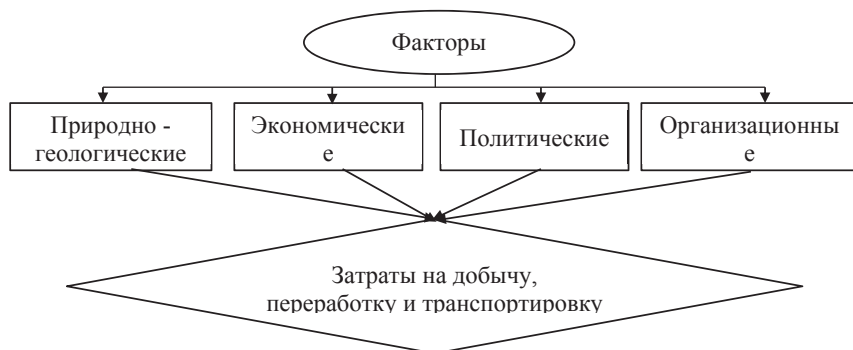 Факторы
Природно -
геологические
Экономически
е
Политические
Организационны
е
Затраты на добычу,
переработку и транспортировку